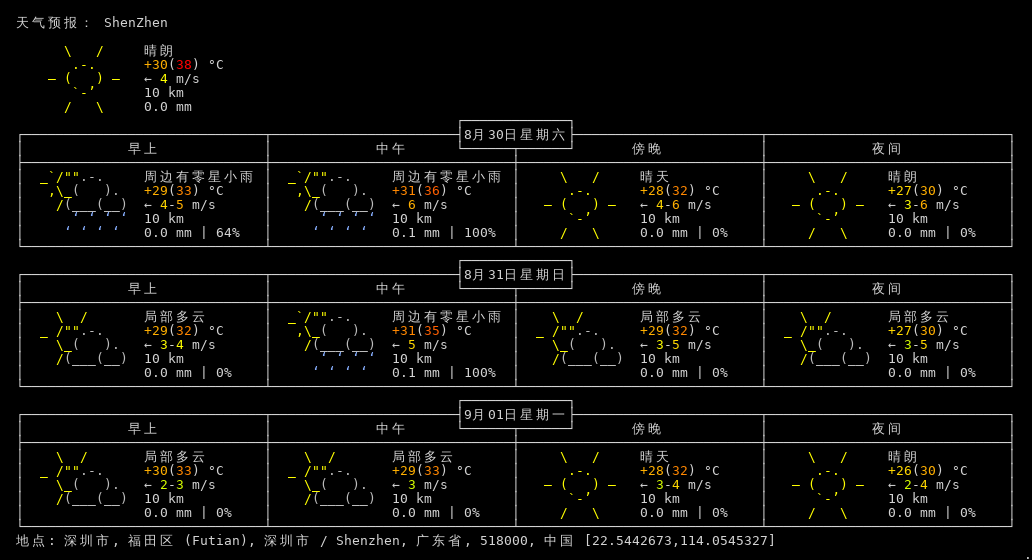 天气预报： ShenZhen
晴朗
+30(38) °C
← 4 m/s
10 km
0.0 mm
8月30日星期六
早上 中午 傍晚 夜间
周边有零星小雨 周边有零星小雨 晴天 晴朗
+29(33) °C +31(36) °C +28(32) °C +27(30) °C
← 4-5 m/s ← 6 m/s ← 4-6 m/s ← 3-6 m/s
10 km 10 km 10 km 10 km
0.0 mm | 64% 0.1 mm | 100% 0.0 mm | 0% 0.0 mm | 0%
8月31日星期日
早上 中午 傍晚 夜间
局部多云 周边有零星小雨 局部多云 局部多云
+29(32) °C +31(35) °C +29(32) °C +27(30) °C
← 3-4 m/s ← 5 m/s ← 3-5 m/s ← 3-5 m/s
10 km 10 km 10 km 10 km
0.0 mm | 0% 0.1 mm | 100% 0.0 mm | 0% 0.0 mm | 0%
9月01日星期一
早上 中午 傍晚 夜间
局部多云 局部多云 晴天 晴朗
+30(33) °C +29(33) °C +28(32) °C +26(30) °C
← 2-3 m/s ← 3 m/s ← 3-4 m/s ← 2-4 m/s
10 km 10 km 10 km 10 km
0.0 mm | 0% 0.0 mm | 0% 0.0 mm | 0% 0.0 mm | 0%
地点: 深圳市, 福田区 (Futian), 深圳市 / Shenzhen, 广东省, 518000, 中国 [22.5442673,114.0545327]